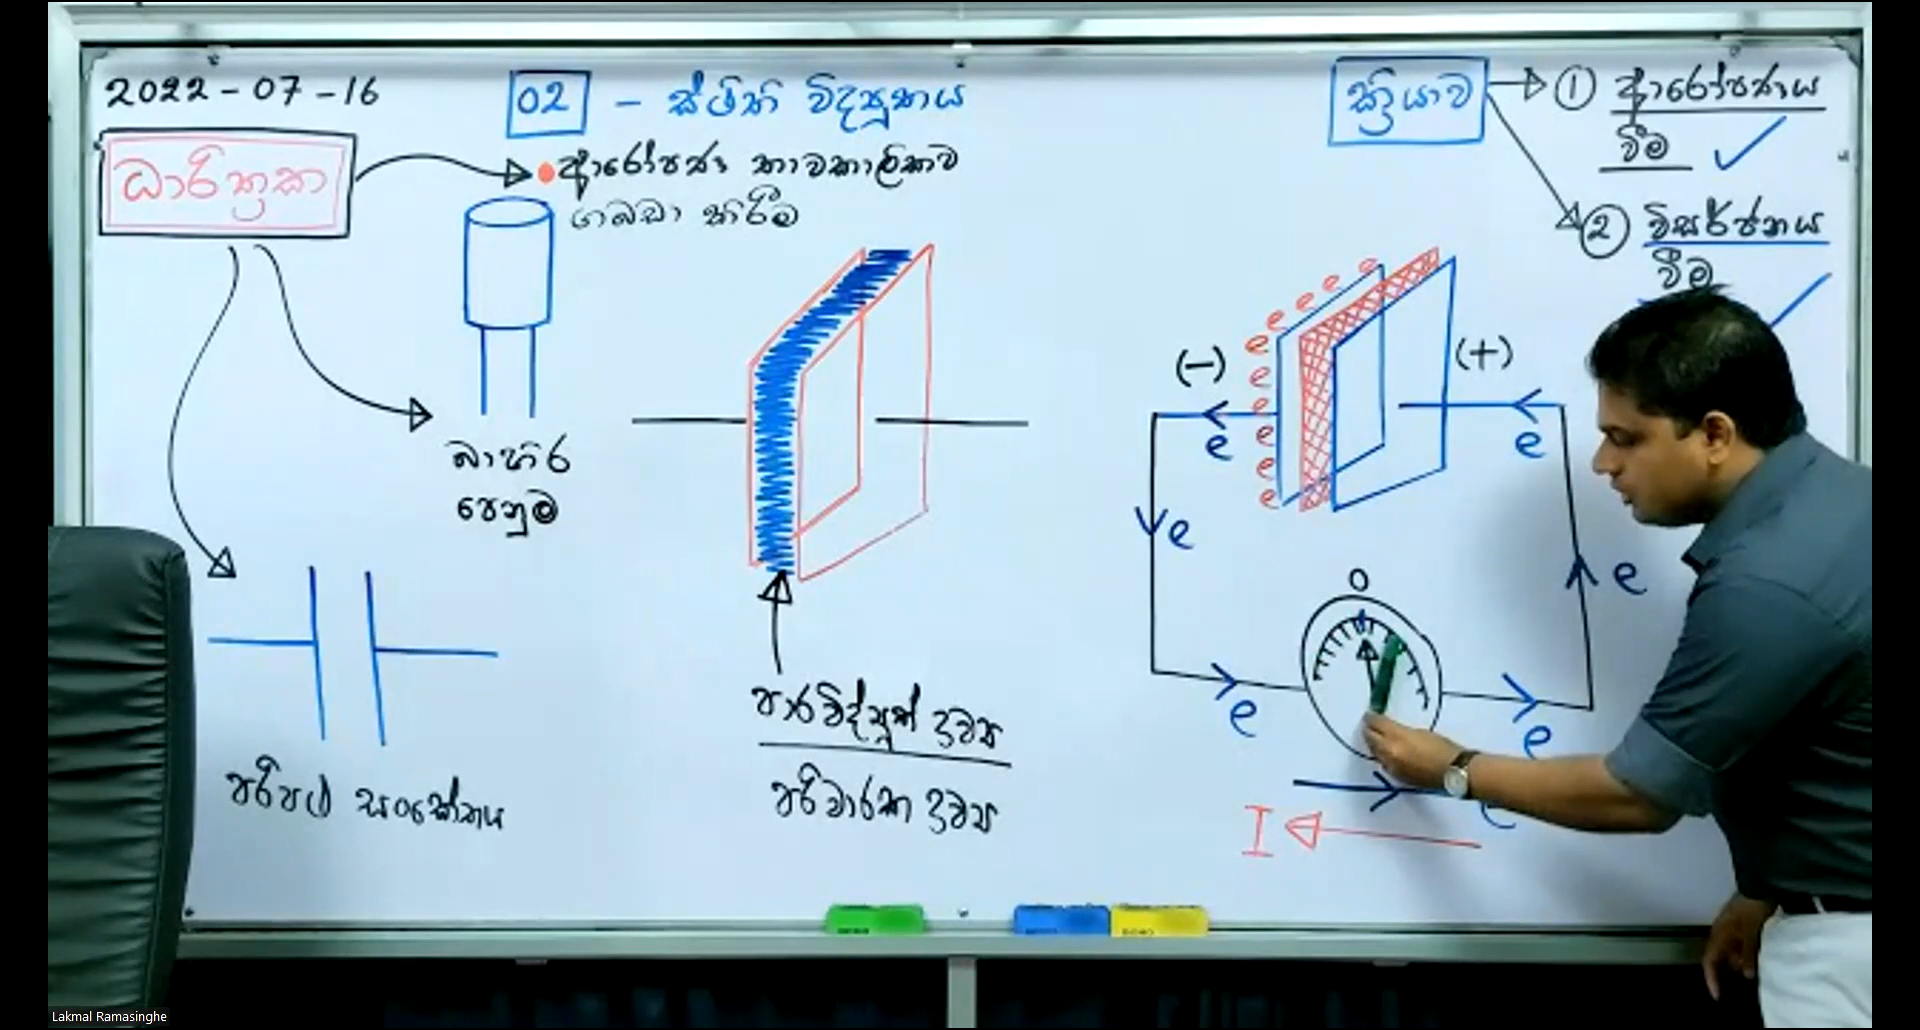 2022-07-16
02 - ස්ථිති විද්‍යුතය
ධාරිත්‍රක
ආරෝපණ තාවකාලිකව
ගබඩා කිරීම
බාහිර
පෙනුම
පරිපථ සංකේතය
පාරවිද්‍යුත් ද්‍රව්‍ය
පරිවාරක ද්‍රව්‍ය
ක්‍රියාව
1 ආරෝපණය
වීම
2 විසර්ජනය
වීම
e e e e
e e e e e e
(-) (+)
e e
e e
0
e e
e
I
Lakmal Ramasinghe